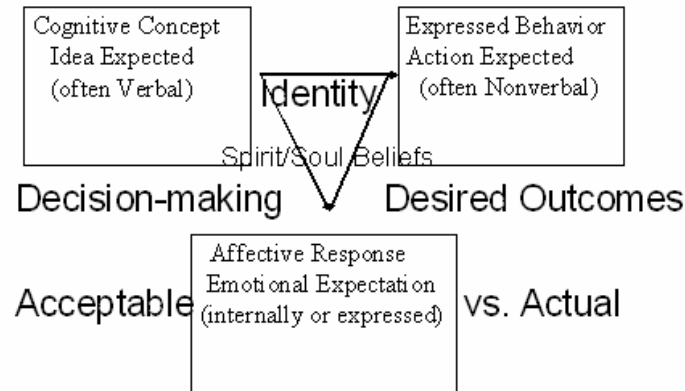 Cognitive Concept
Idea Expected
(often Verbal)
Expressed Behavior
Action Expected
(often Nonverbal)
Identity
Spirit/Soul Beliefs
Decision-making
Desired Outcomes
Affective Response
Emotional Expectation
(internally or expressed)
Acceptable
vs. Actual